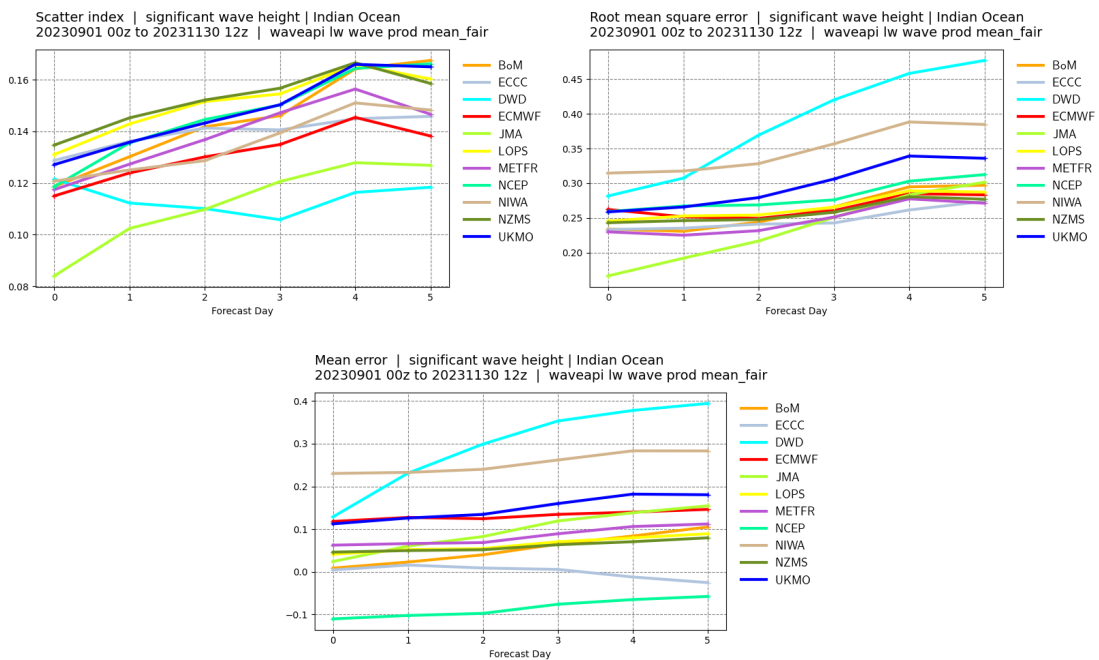 Scatter index | significant wave height | Indian Ocean
20230901 00z to 20231130 12z | waveapi lw wave prod mean_fair
0.16
0.14
0.12
0.10
0.08
0
1
2
3
4
5
Forecast Day
BoM
ECCC
DWD
ECMWF
JMA
LOPS
METFR
NCEP
NIWA
NZMS
UKMO
Root mean square error | significant wave height | Indian Ocean
20230901 00z to 20231130 12z | waveapi lw wave prod mean_fair
0.45
0.40
0.35
0.30
0.25
0.20
0
1
2
3
4
5
Forecast Day
BoM
ECCC
DWD
ECMWF
JMA
LOPS
METFR
NCEP
NIWA
NZMS
UKMO
Mean error | significant wave height | Indian Ocean
20230901 00z to 20231130 12z | waveapi lw wave prod mean_fair
0.4
0.3
0.2
0.1
0.0
−0.1
0
1
2
3
4
5
Forecast Day
BoM
ECCC
DWD
ECMWF
JMA
LOPS
METFR
NCEP
NIWA
NZMS
UKMO